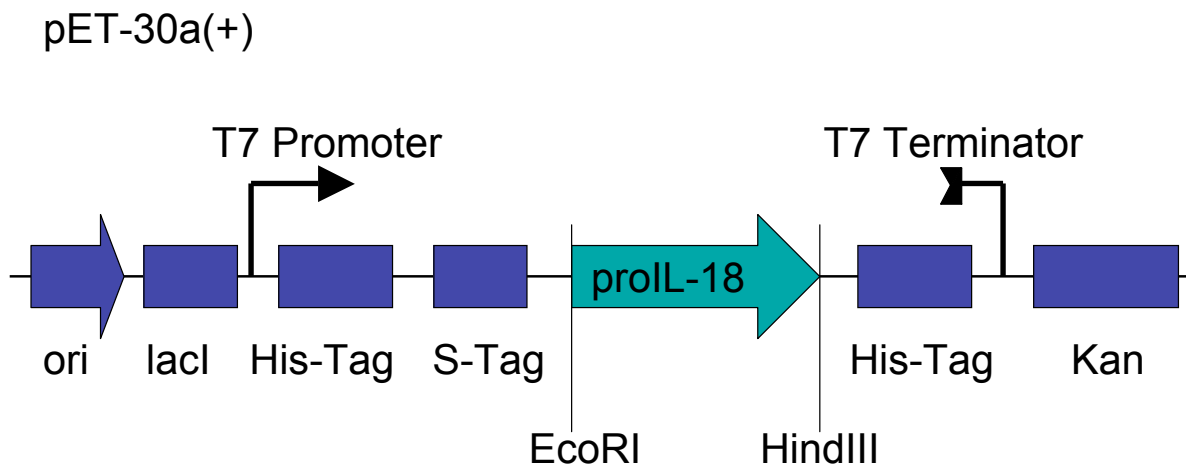 pET-30a(+)
T7 Promoter T7 Terminator
proIL-18
ori lacI His-Tag S-Tag His-Tag Kan
EcoRI HindIII